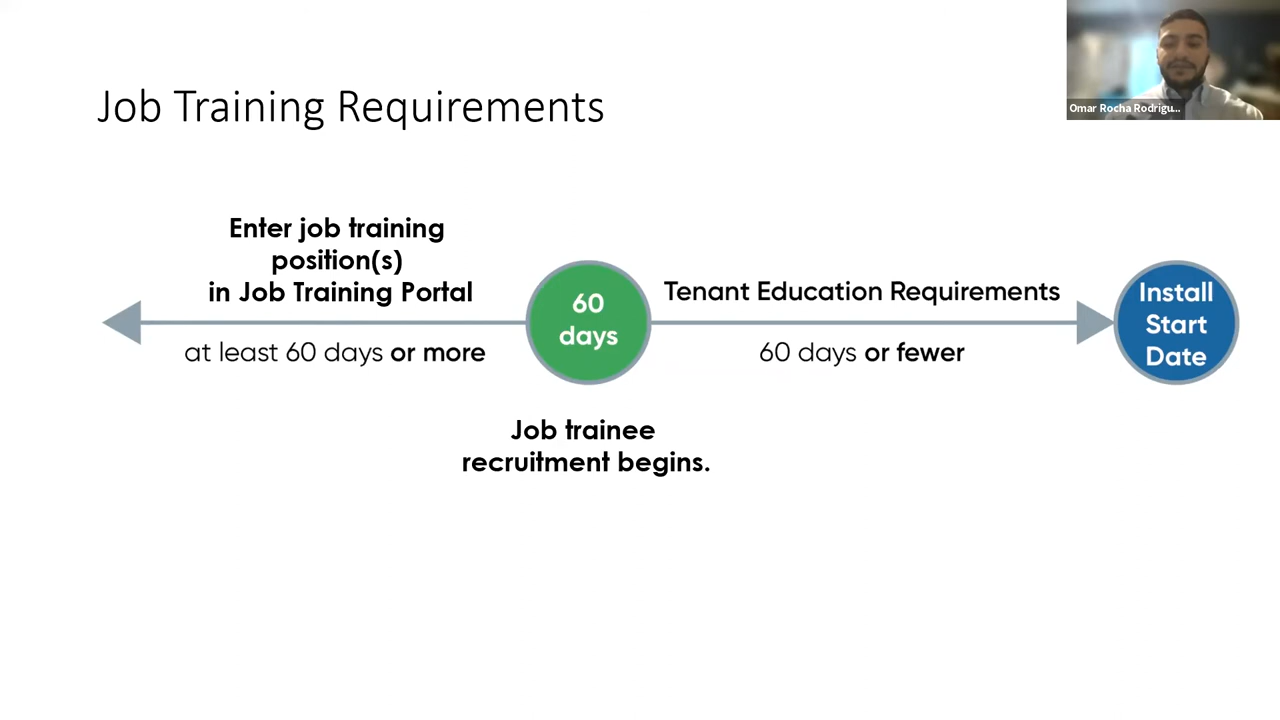 Job Training Requirements
Omar Rocha Rodrigu...
Enter job training
position(s)
in Job Training Portal
at least 60 days or more
60
days
Job trainee
recruitment begins.
Tenant Education Requirements
60 days or fewer
Install
Start
Date